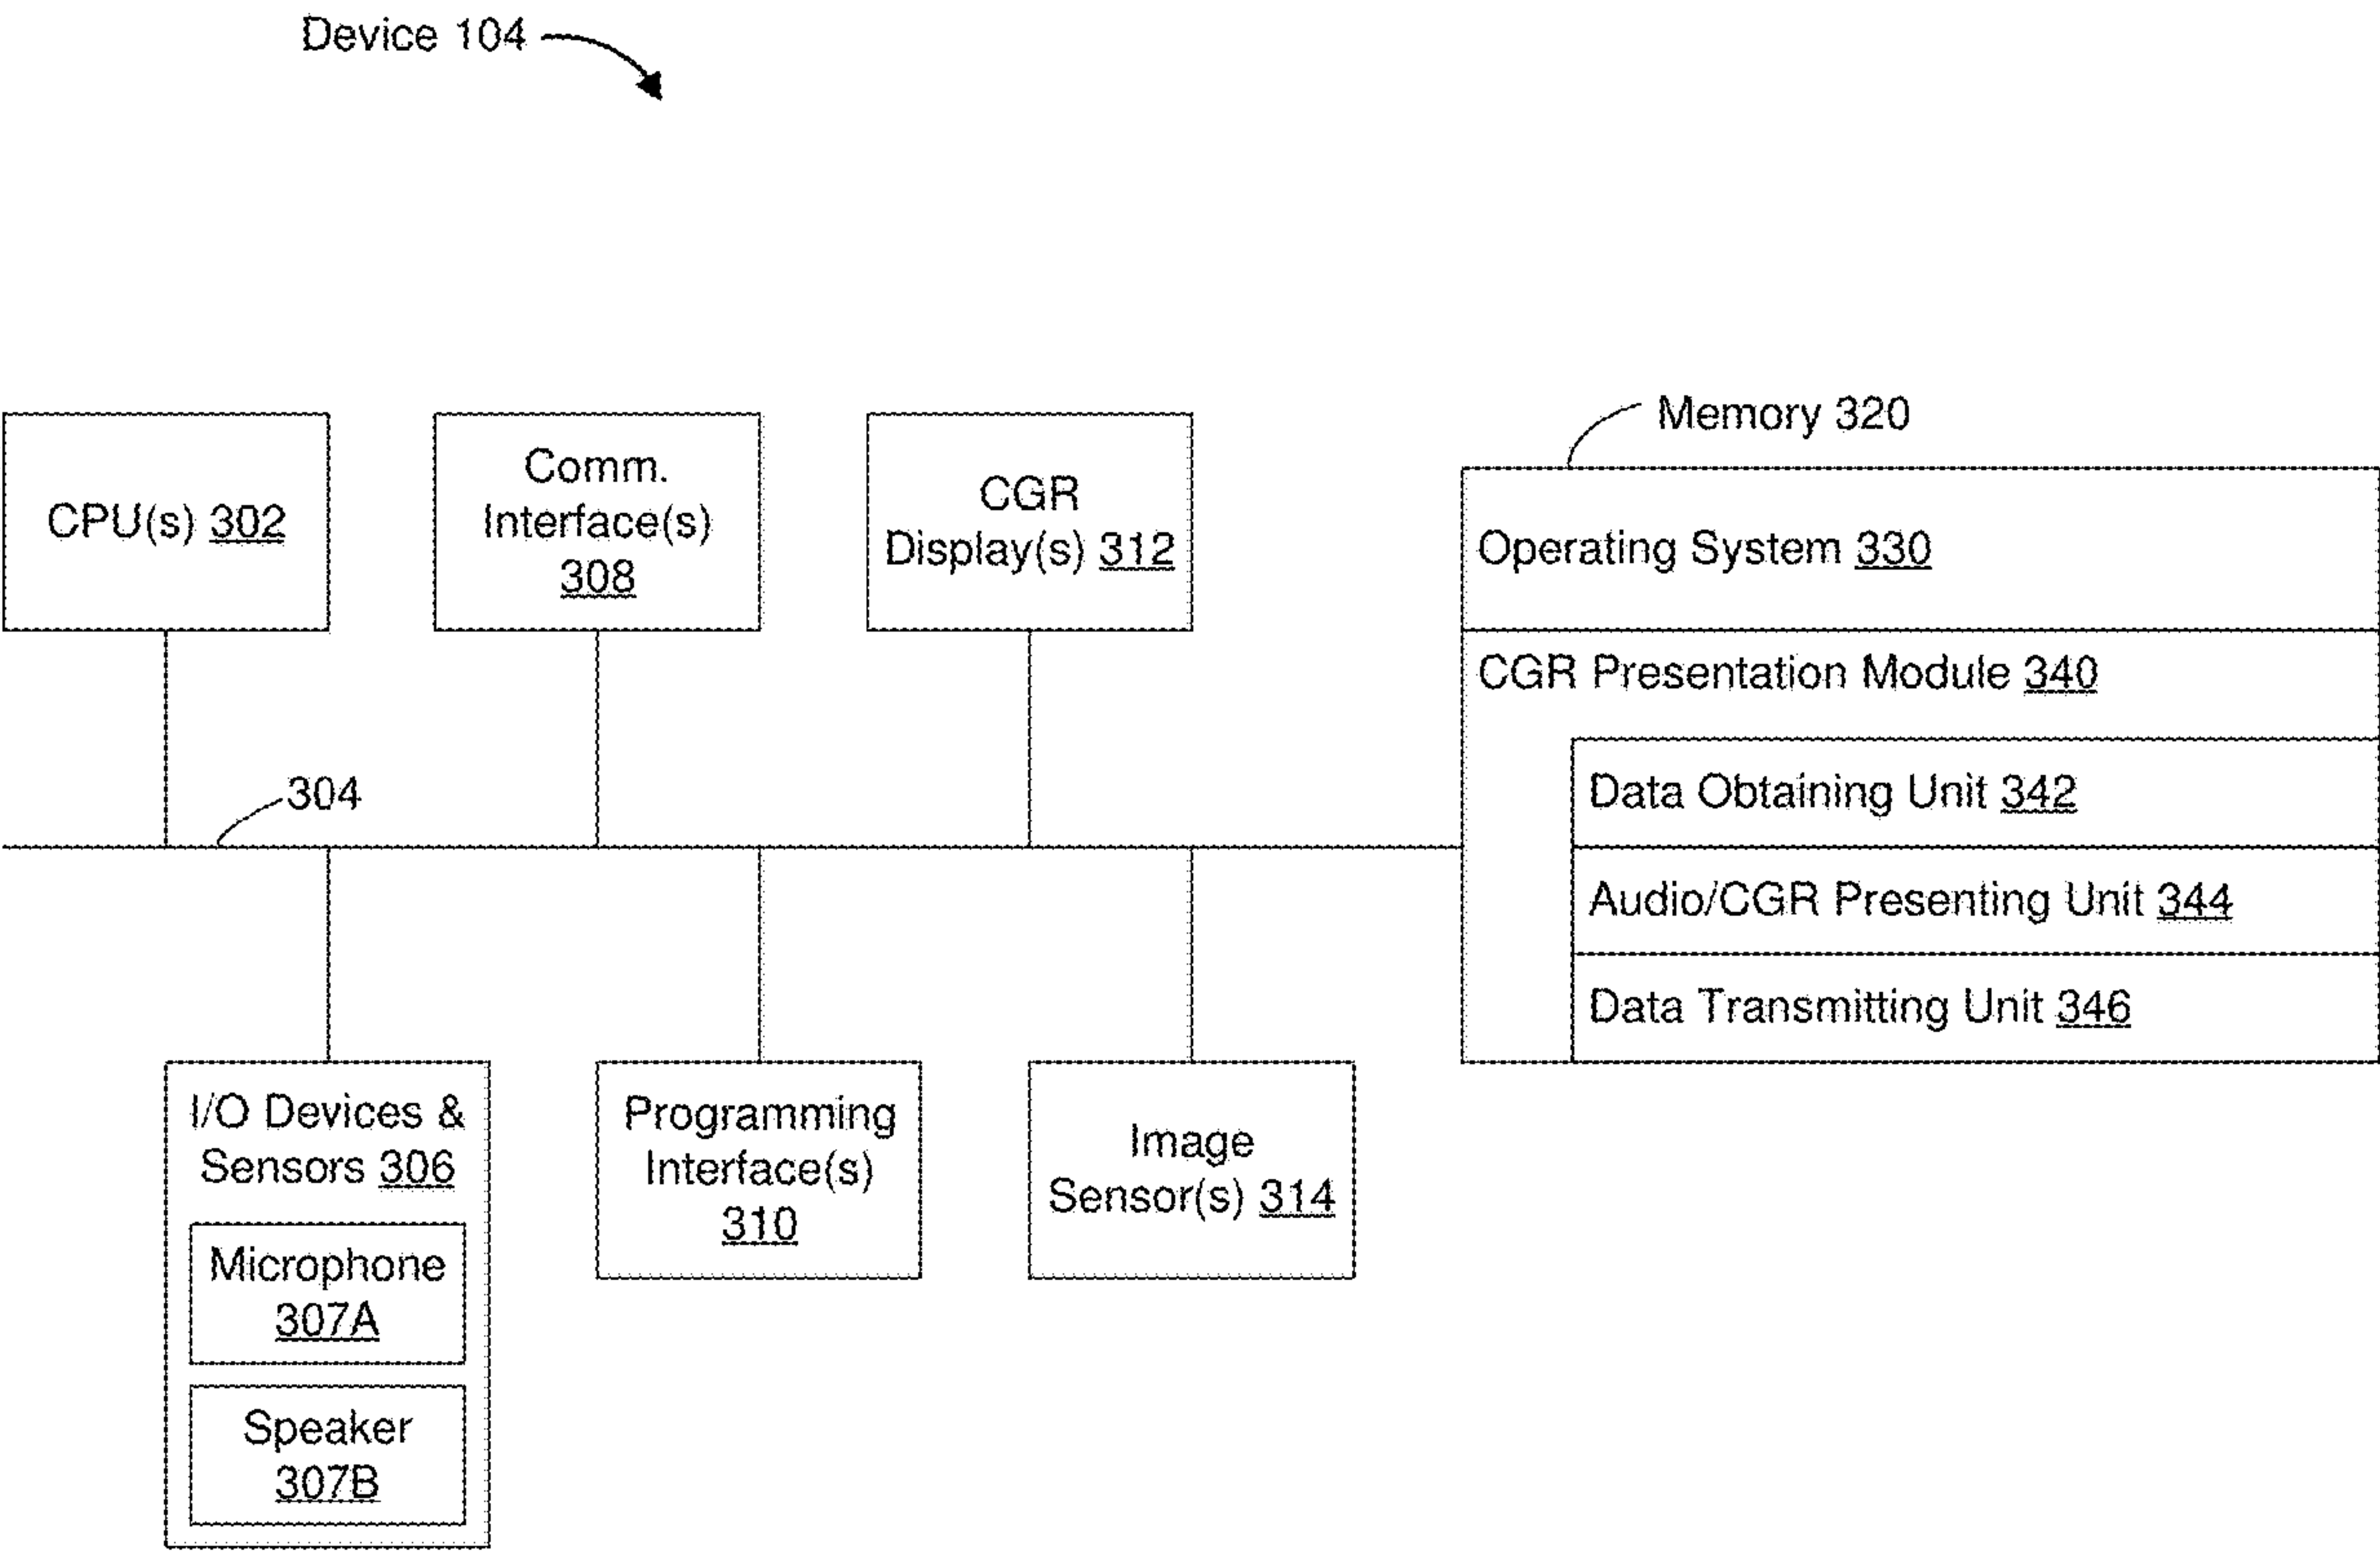 Device 104
CPU(s) 302
Comm.
Interface(s)
308
CGR
Display(s) 312
Memory 320
Operating System 330
CGR Presentation Module 340
Data Obtaining Unit 342
Audio/CGR Presenting Unit 344
Data Transmitting Unit 346
304
I/O Devices &
Sensors 306
Microphone
307A
Speaker
307B
Programming
Interface(s)
310
Image
Sensor(s) 314